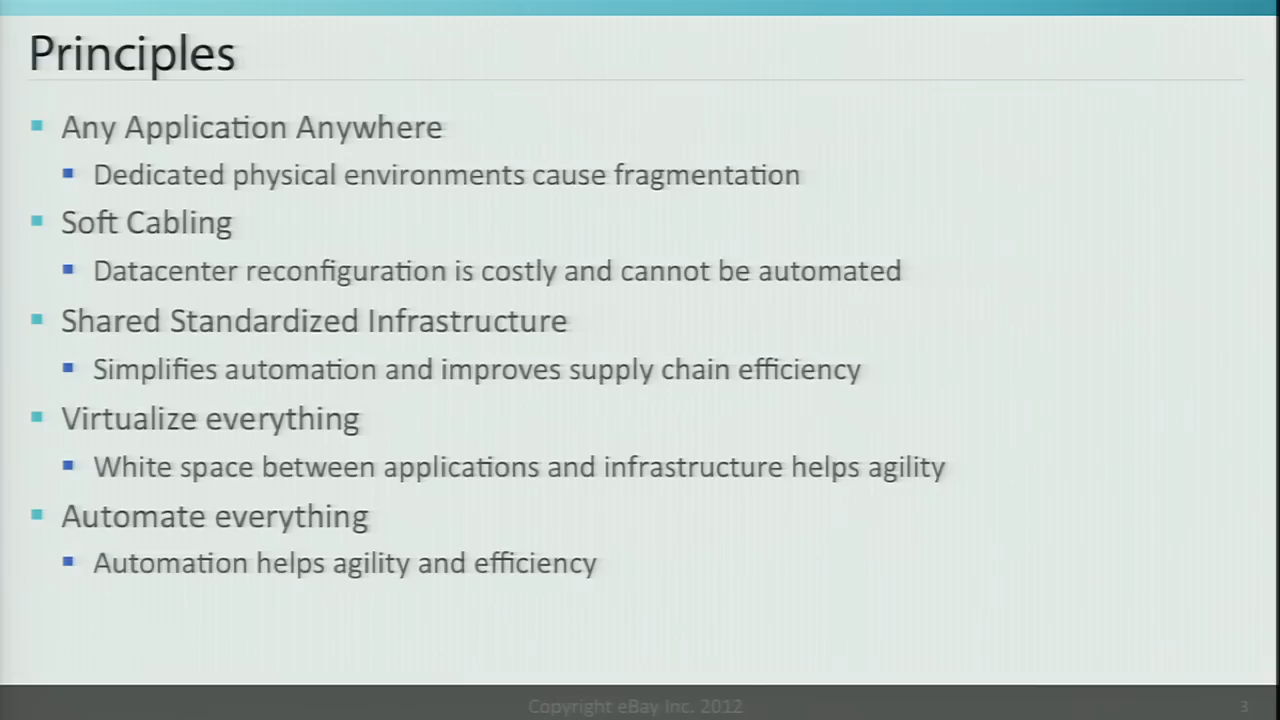 Principles
Any Application Anywhere
Dedicated physical environments cause fragmentation
Soft Cabling
Datacenter reconfiguration is costly and cannot be automated
Shared Standardized Infrastructure
Simplifies automation and improves supply chain efficiency
Virtualize everything
White space between applications and infrastructure helps agility
Automate everything
Automation helps agility and efficiency
Copyright eBay Inc. 2012
3